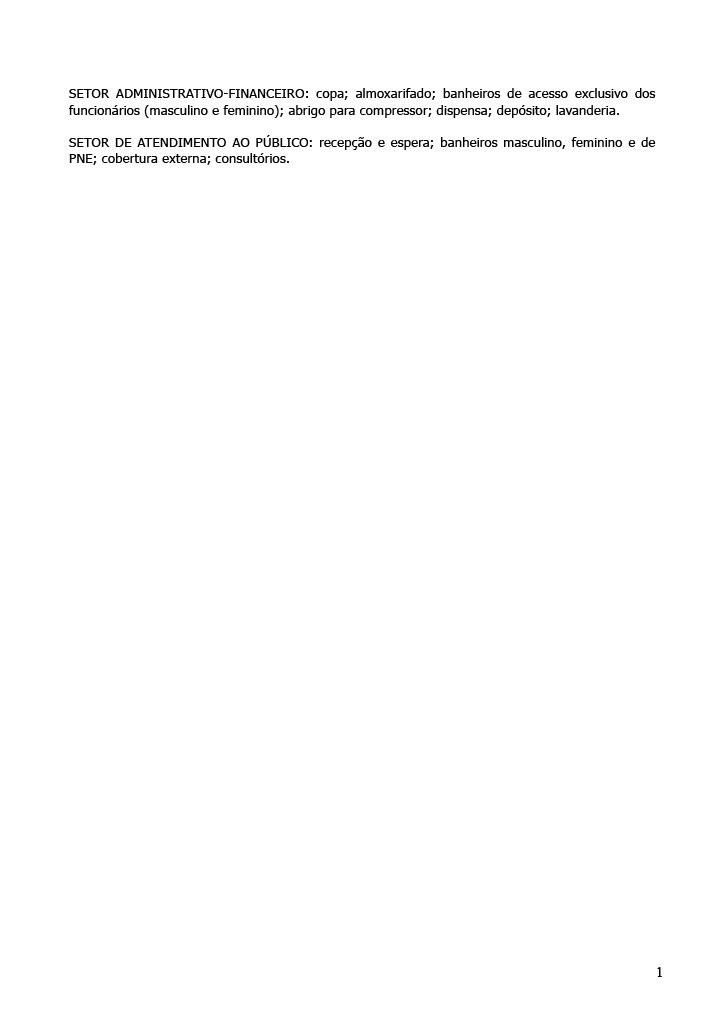 SETOR ADMINISTRATIVO-FINANCEIRO: copa; almoxarifado; banheiros de acesso exclusivo dos
funcionários (masculino e feminino); abrigo para compressor; dispensa; depósito; lavanderia.
SETOR DE ATENDIMENTO AO PÚBLICO: recepção e espera; banheiros masculino, feminino e de
PNE; cobertura externa; consultórios.
1